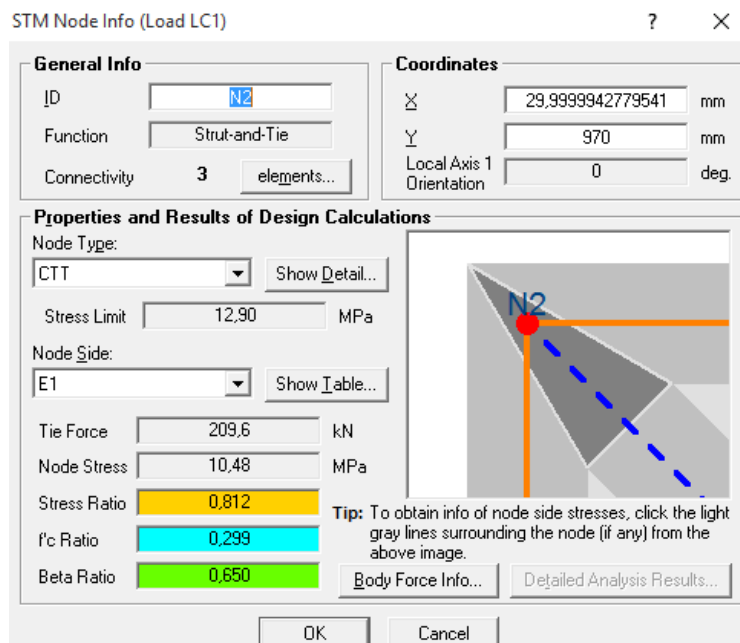 STM Node Info (Load LC1)
? ×
General Info
ID N2
Function Strut-and-Tie
Connectivity 3 elements...
Coordinates
X 29,9999942779541 mm
Y 970 mm
Local Axis 1
Orientation 0 deg.
Properties and Results of Design Calculations
Node Type:
CTT Show Detail...
Stress Limit 12,90 MPa
Node Side:
E1 Show Table...
Tie Force 209,6 kN
Node Stress 10,48 MPa
Stress Ratio 0,812
f'c Ratio 0,299
Beta Ratio 0,650
N2
Tip: To obtain info of node side stresses, click the light
gray lines surrounding the node (if any) from the
above image.
Body Force Info... Detailed Analysis Results...
OK Cancel